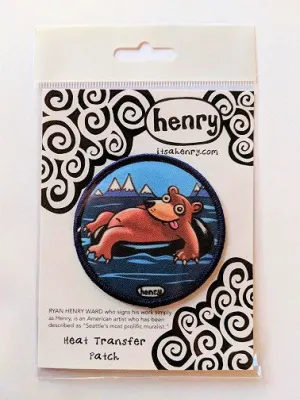 henry
itsahenry.com
henry
RYAN HENRY WARD who signs his work simply
as Henry, is an American artist who has been
described as "Seattle's most prolific muralist."
Heat Transfer
Patch